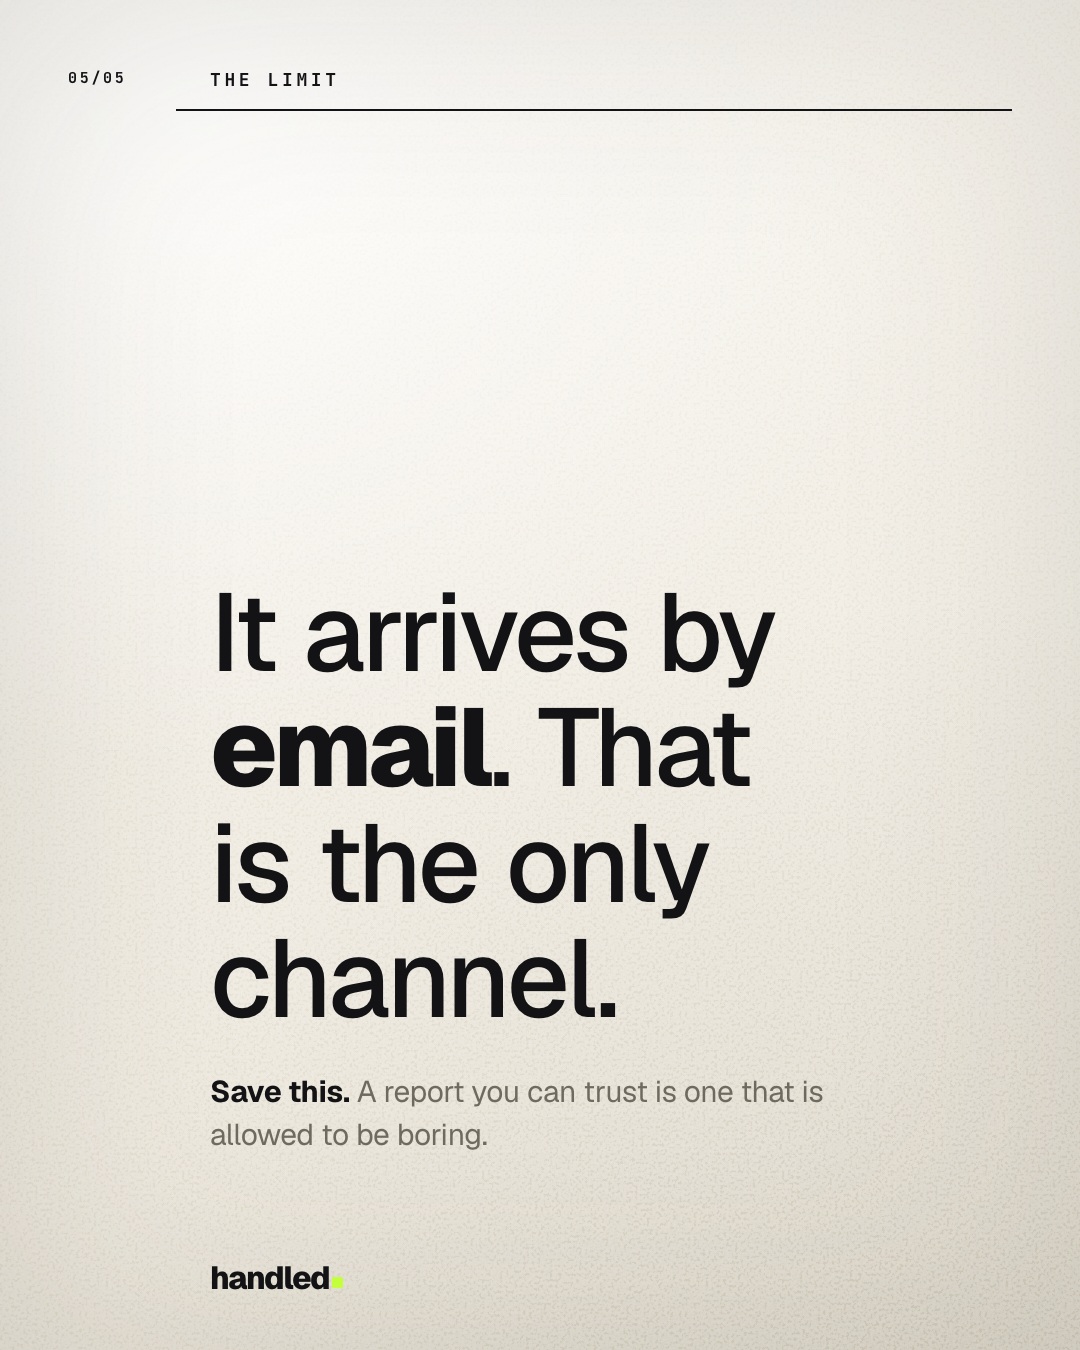 05/05
THE LIMIT
It arrives by
email. That
is the only
channel.
Save this. A report you can trust is one that is
allowed to be boring.
handled.